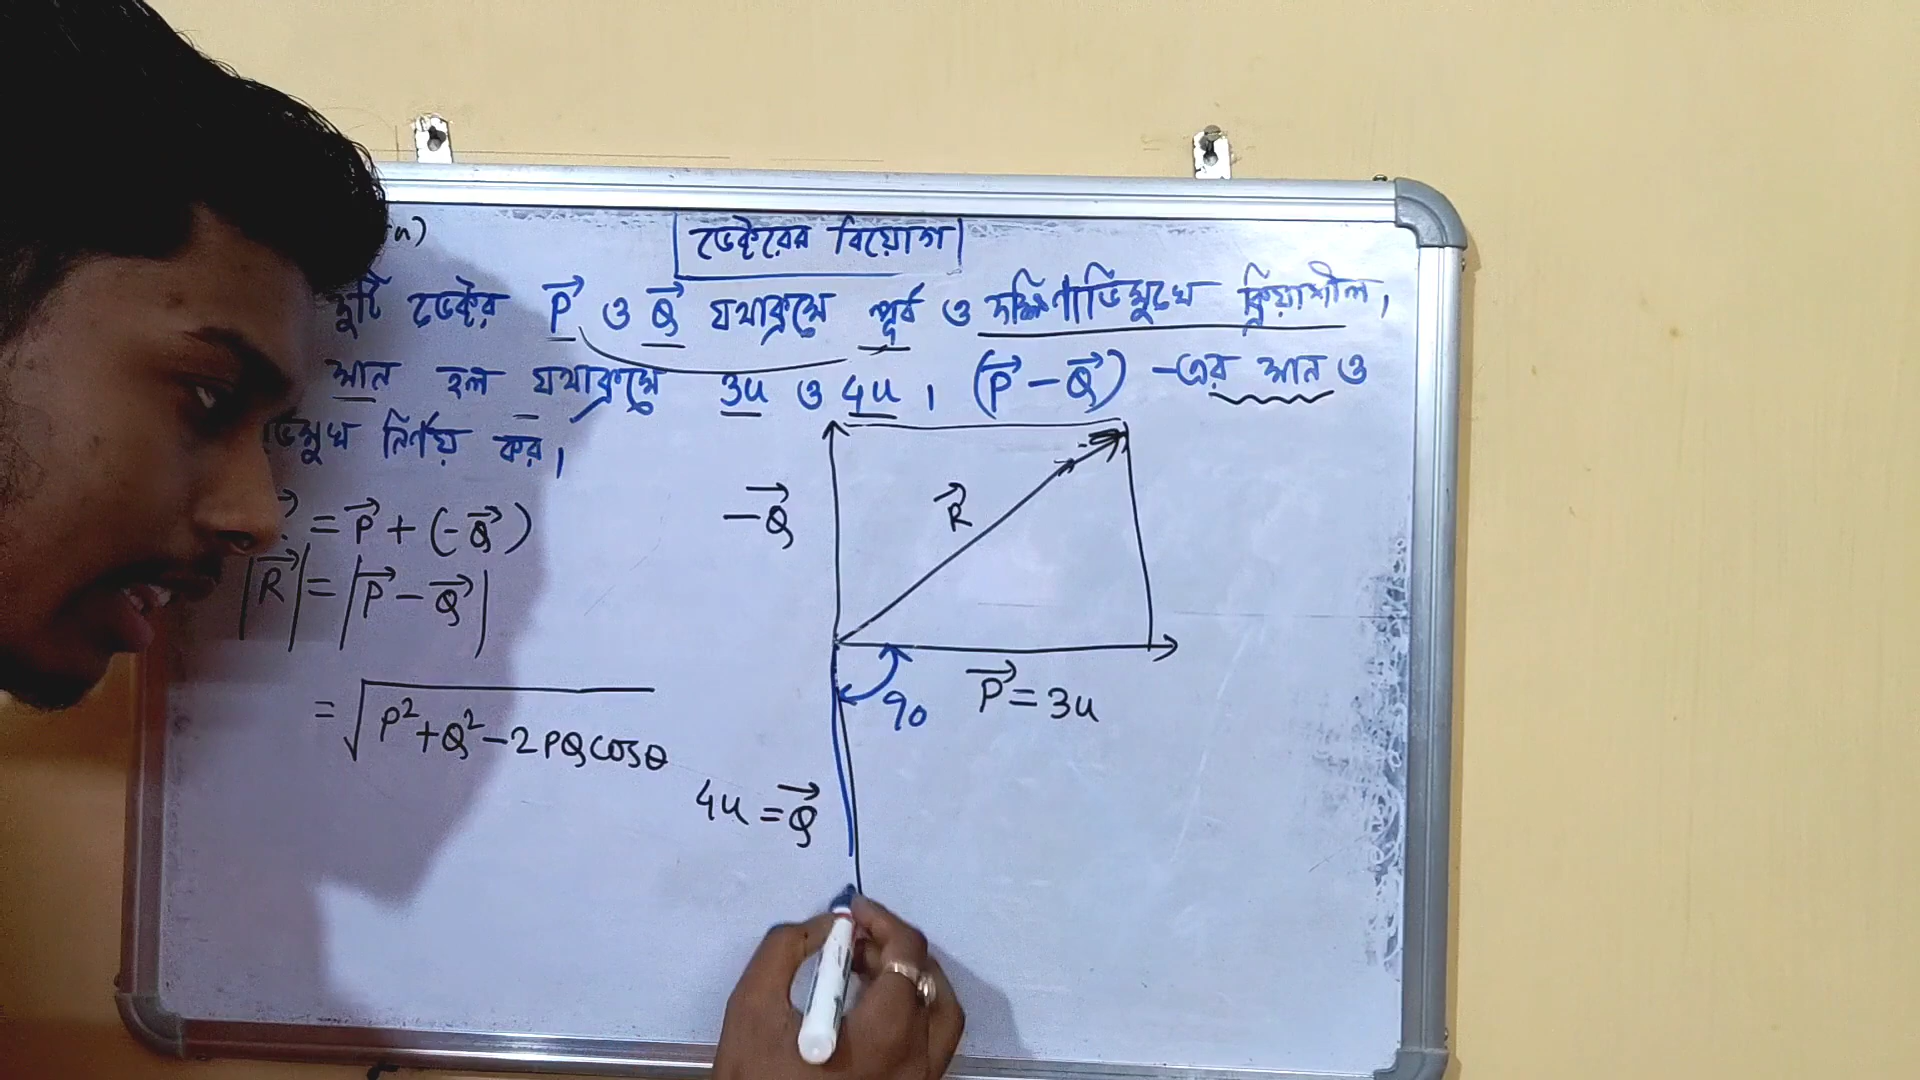 ভেক্টরের বিয়োগ
দুটি ভেক্টর P⃗ ও Q⃗ যথাক্রমে পূর্ব ও দক্ষিণাভিমুখে ক্রিয়াশীল,
মান হল যথাক্রমে 3u ও 4u, (P⃗ - Q⃗) -এর মান ও
নির্ণয় কর,
= P⃗ + (-Q⃗)
|R⃗| = |P⃗ - Q⃗|
= √P² + Q² - 2PQcosθ
-Q⃗
R⃗
90
P⃗ = 3u
4u = Q⃗